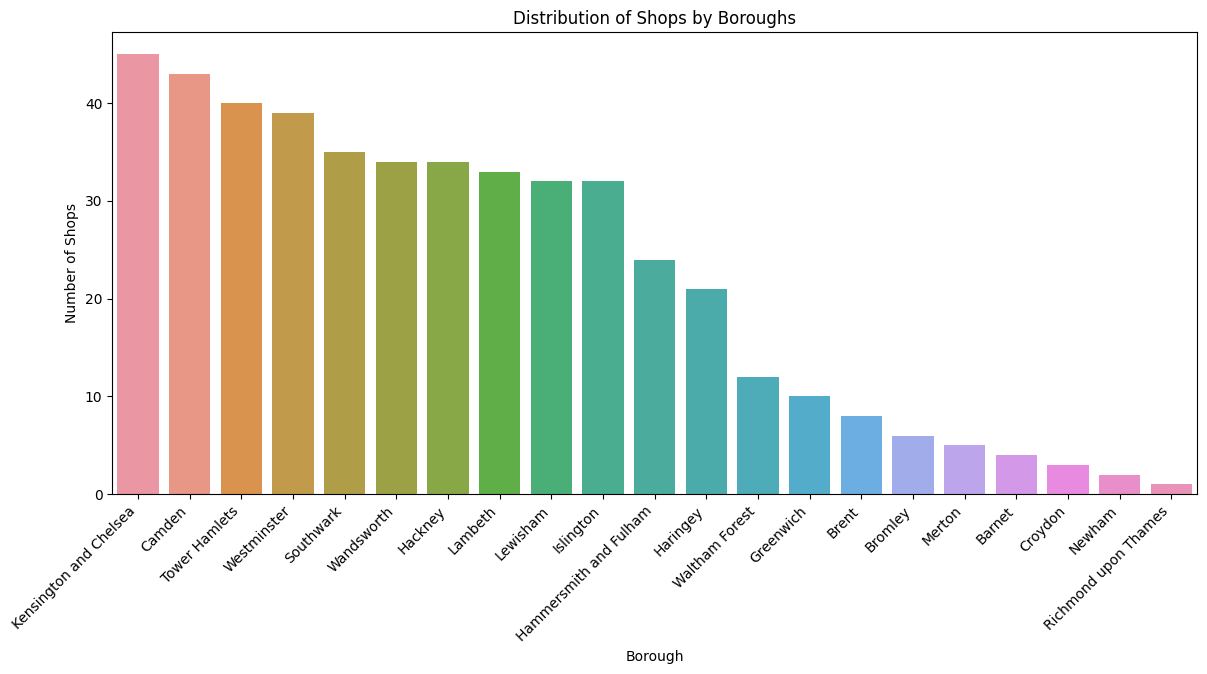 Distribution of Shops by Boroughs
Number of Shops
40
30
20
10
0
Kensington and Chelsea
Camden
Tower Hamlets
Westminster
Southwark
Wandsworth
Hackney
Lambeth
Lewisham
Islington
Hammersmith and Fulham
Haringey
Waltham Forest
Greenwich
Brent
Bromley
Merton
Barnet
Croydon
Newham
Richmond upon Thames
Borough